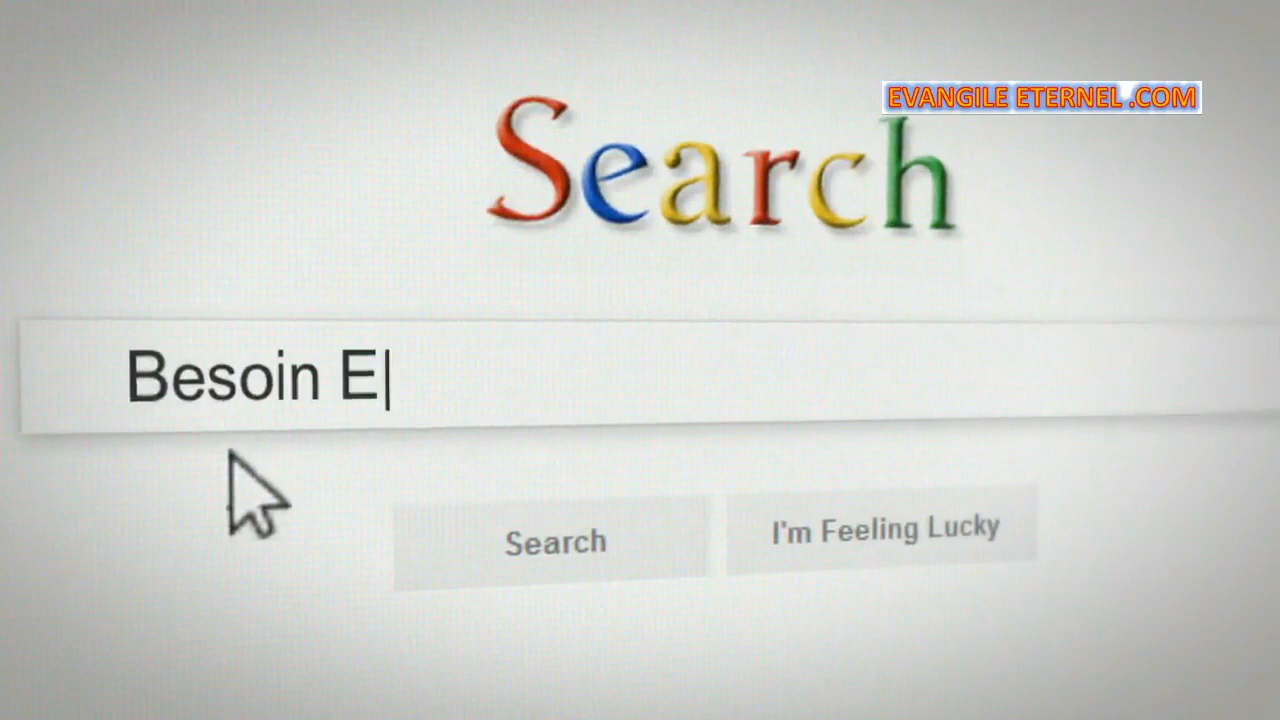 EVANGILE ETERNEL .COM
Search
Besoin E
Search
I'm Feeling Lucky